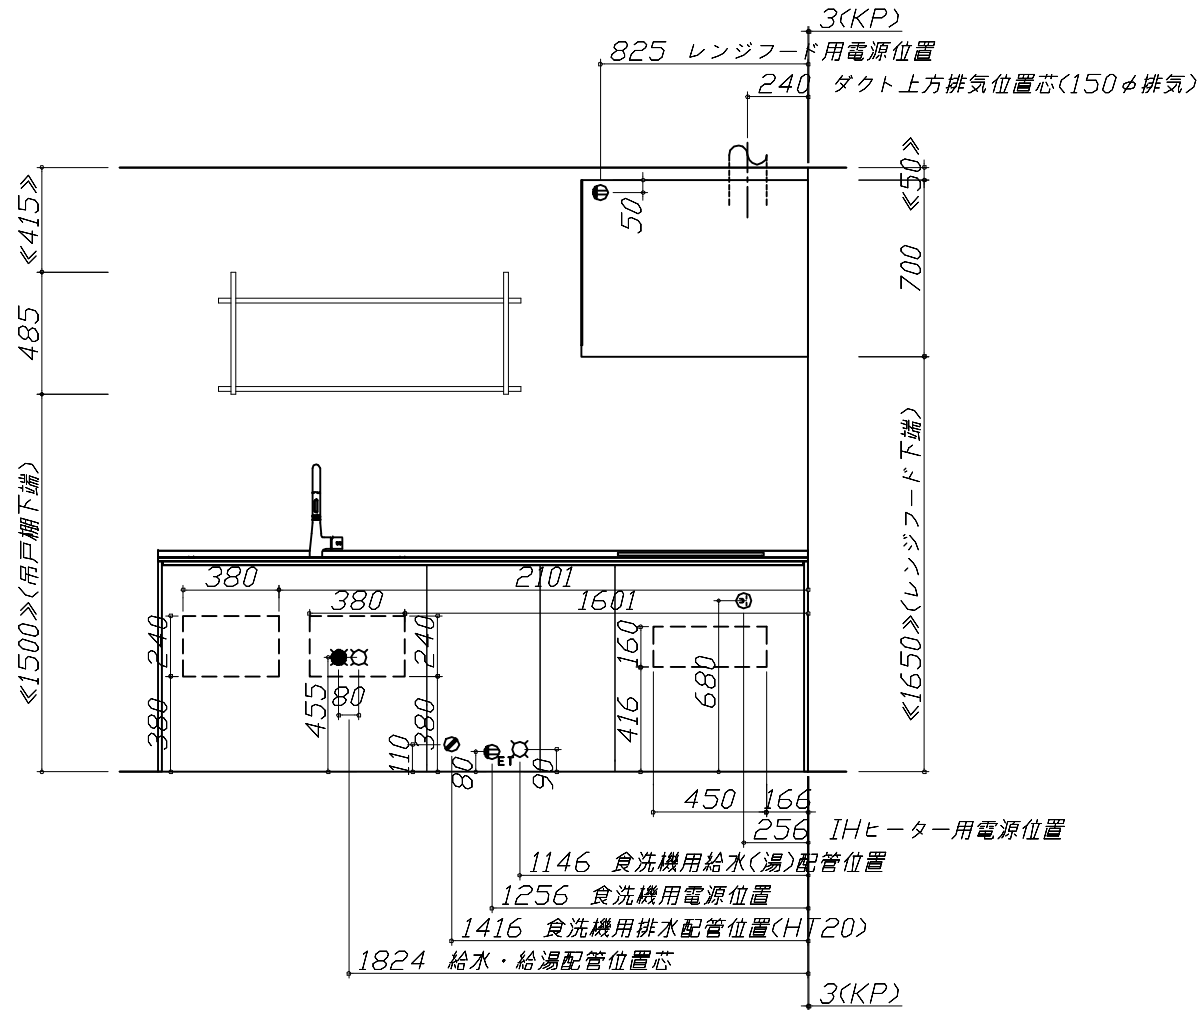 3(KP)
825 レンジフード用電源位置
240 ダクト上方排気位置芯(150φ排気)
≪50≫
≪415≫
50
700
485
≪1500≫(吊戸棚下端)
≪1650≫(レンジフード下端)
380
2101
380
1601
240
240
160
680
455
80
380
380
416
110
80
ET
90
450
166
256 IHヒーター用電源位置
1146 食洗機用給水(湯)配管位置
1256 食洗機用電源位置
1416 食洗機用排水配管位置(HT20)
1824 給水・給湯配管位置芯
3(KP)